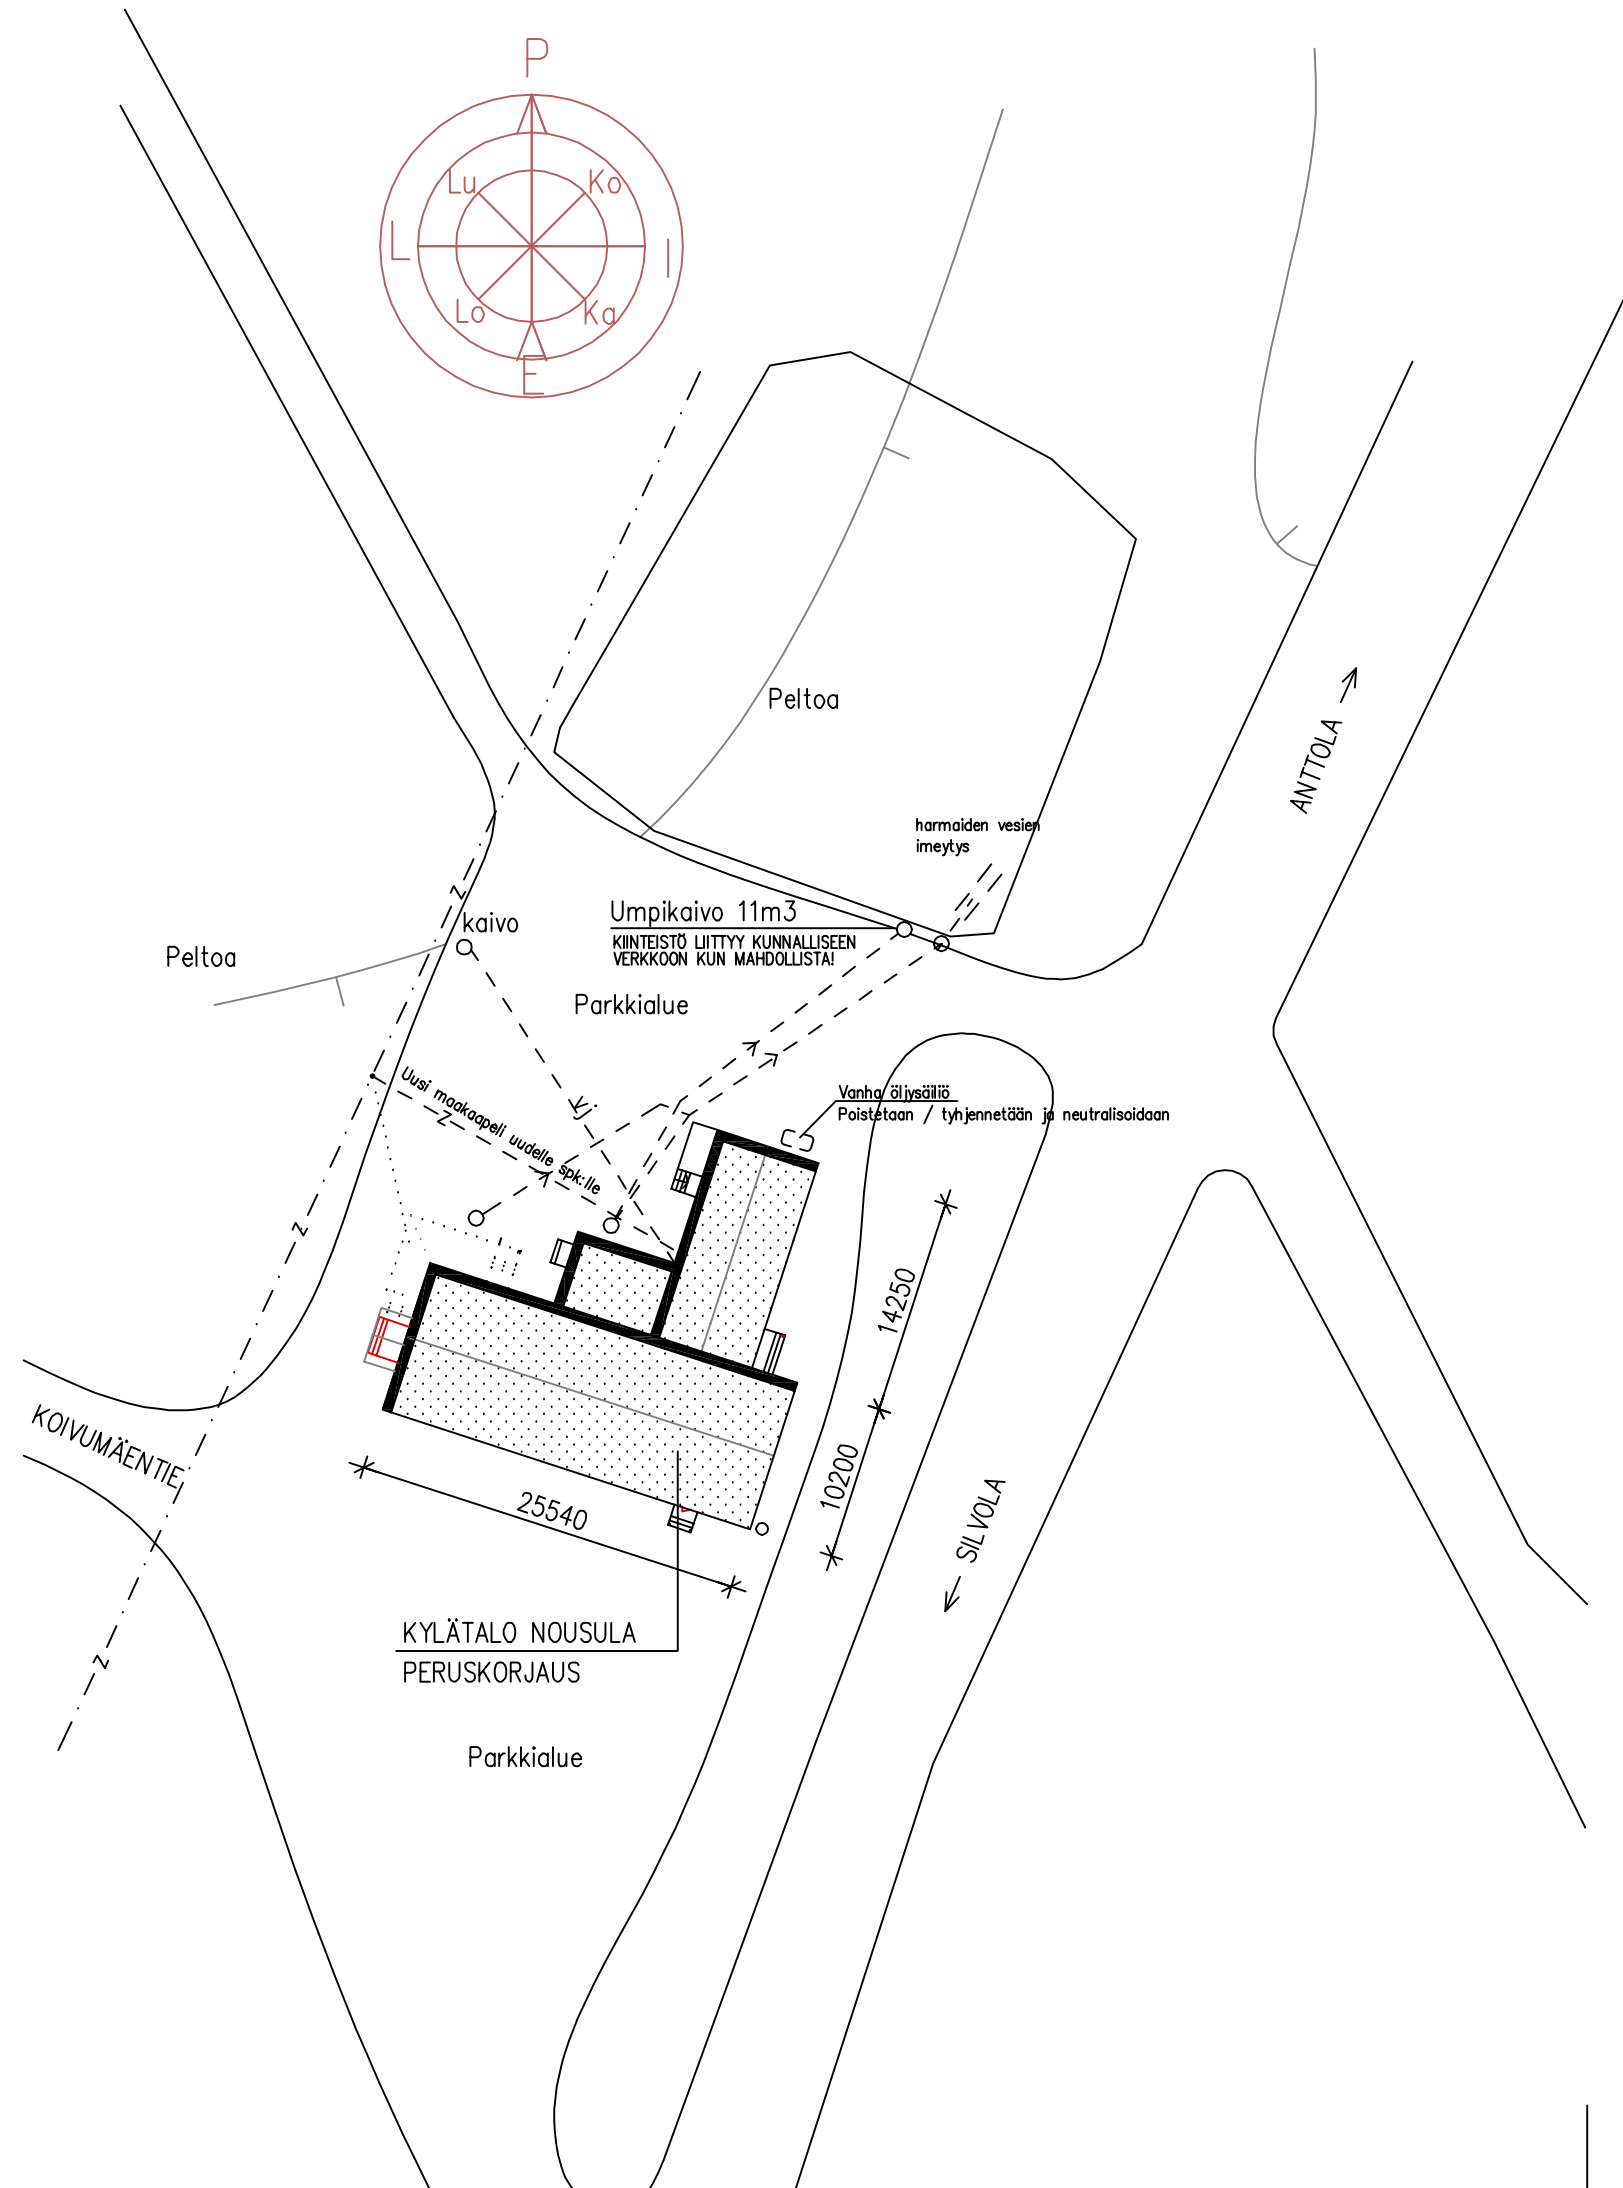 P
Lu
Ko
L
I
Lo
Ka
E
Peltoa
ANTTOLA
harmaiden vesien
imeytys
Z
kaivo
Umpikaivo 11m3
KIINTEISTÖ LIITTYY KUNNALLISEEN
VERKKOON KUN MAHDOLLISTA!
Peltoa
Parkkialue
Uusi maakaapeli uudelle spk:lle
Z
Vanha öljysäiliö
Poistetaan / tyhjennetään ja neutralisoidaan
Z
14250
KOIVUMÄENTIE
10200
25540
SILVOLA
KYLÄTALO NOUSULA
PERUSKORJAUS
Z
Parkkialue